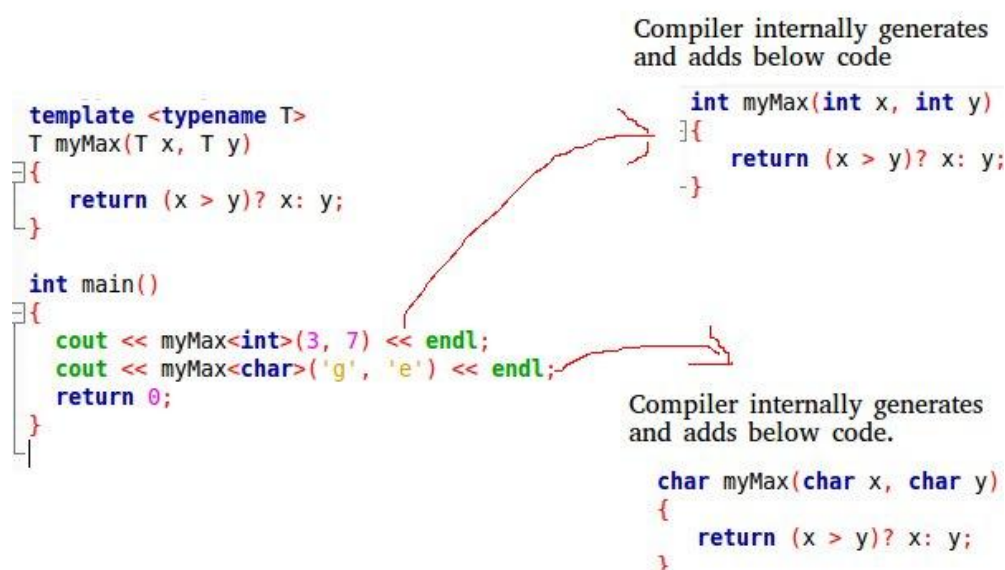 template <typename T>
T myMax(T x, T y)
{
return (x > y)? x: y;
}
int main()
{
cout << myMax<int>(3, 7) << endl;
cout << myMax<char>('g', 'e') << endl;
return 0;
}
Compiler internally generates
and adds below code
int myMax(int x, int y)
{
return (x > y)? x: y;
}
Compiler internally generates
and adds below code.
char myMax(char x, char y)
{
return (x > y)? x: y;
}